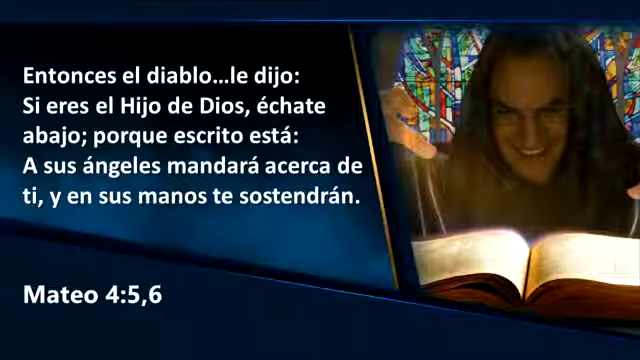 Entonces el diablo...le dijo:
Si eres el Hijo de Dios, échate
abajo; porque escrito está:
A sus ángeles mandará acerca de
ti, y en sus manos te sostendrán.
Mateo 4:5,6